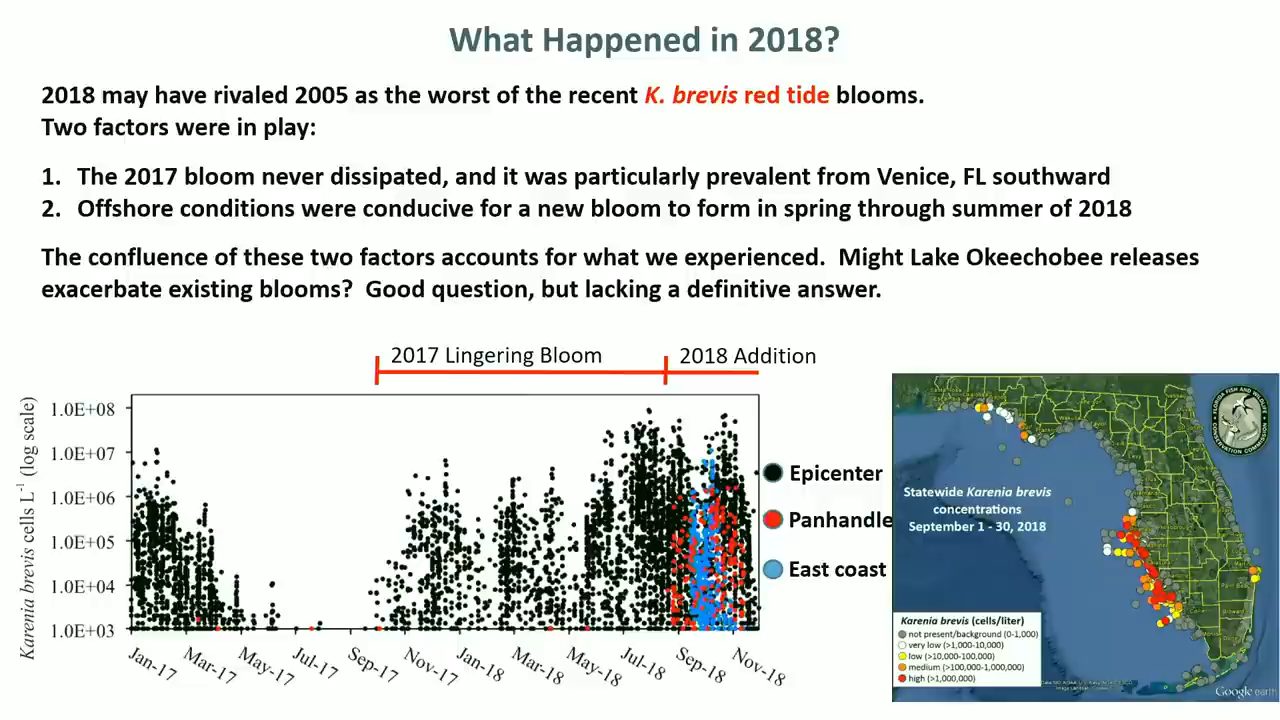 What Happened in 2018?
2018 may have rivaled 2005 as the worst of the recent K. brevis red tide blooms.
Two factors were in play:
1. The 2017 bloom never dissipated, and it was particularly prevalent from Venice, FL southward
2. Offshore conditions were conducive for a new bloom to form in spring through summer of 2018
The confluence of these two factors accounts for what we experienced. Might Lake Okeechobee releases
exacerbate existing blooms? Good question, but lacking a definitive answer.
2017 Lingering Bloom
2018 Addition
Karenia brevis cells L⁻¹ (log scale)
1.0E+08
1.0E+07
1.0E+06
1.0E+05
1.0E+04
1.0E+03
Jan-17
Mar-17
May-17
Jul-17
Sep-17
Nov-17
Jan-18
Mar-18
May-18
Jul-18
Sep-18
Nov-18
Epicenter
Panhandle
East coast
Statewide Karenia brevis
concentrations
September 1 - 30, 2018
Karenia brevis (cells/liter)
not present/background (0-1,000)
very low (>1,000-10,000)
low (>10,000-100,000)
medium (>100,000-1,000,000)
high (>1,000,000)
Google earth